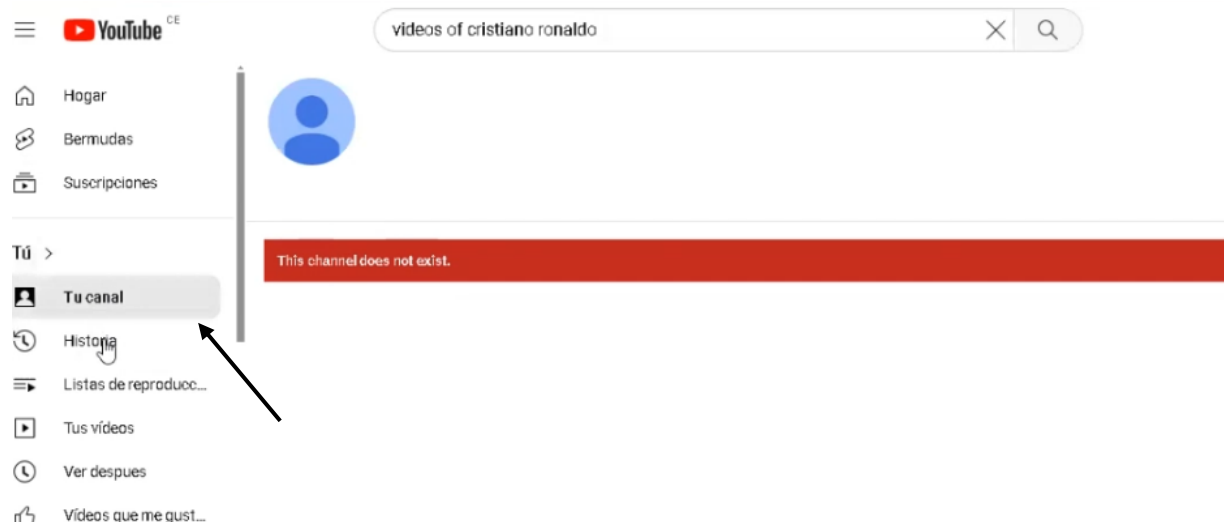 YouTube CE
videos of cristiano ronaldo
Hogar
Bermudas
Suscripciones
Tú >
This channel does not exist.
Tu canal
Historia
Listas de reproducc...
Tus vídeos
Ver despues
Vídeos que me gust...